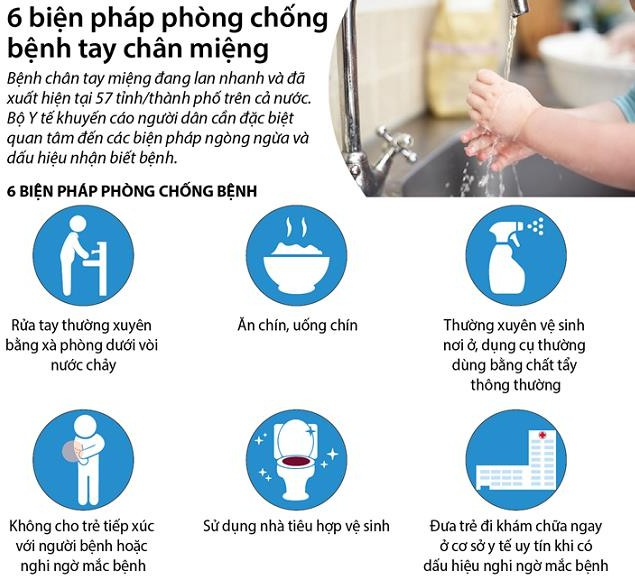 6 biện pháp phòng chống
bệnh tay chân miệng
Bệnh chân tay miệng đang lan nhanh và đã
xuất hiện tại 57 tỉnh/thành phố trên cả nước.
Bộ Y tế khuyến cáo người dân cần đặc biệt
quan tâm đến các biện pháp ngòng ngừa và
dấu hiệu nhận biết bệnh.
6 BIỆN PHÁP PHÒNG CHỐNG BỆNH
Rửa tay thường xuyên
bằng xà phòng dưới vòi
nước chảy
Ăn chín, uống chín
Thường xuyên vệ sinh
nơi ở, dụng cụ thường
dùng bằng chất tẩy
thông thường
Không cho trẻ tiếp xúc
với người bệnh hoặc
nghi ngờ mắc bệnh
Sử dụng nhà tiêu hợp vệ sinh
Đưa trẻ đi khám chữa ngay
ở cơ sở y tế uy tín khi có
dấu hiệu nghi ngờ mắc bệnh